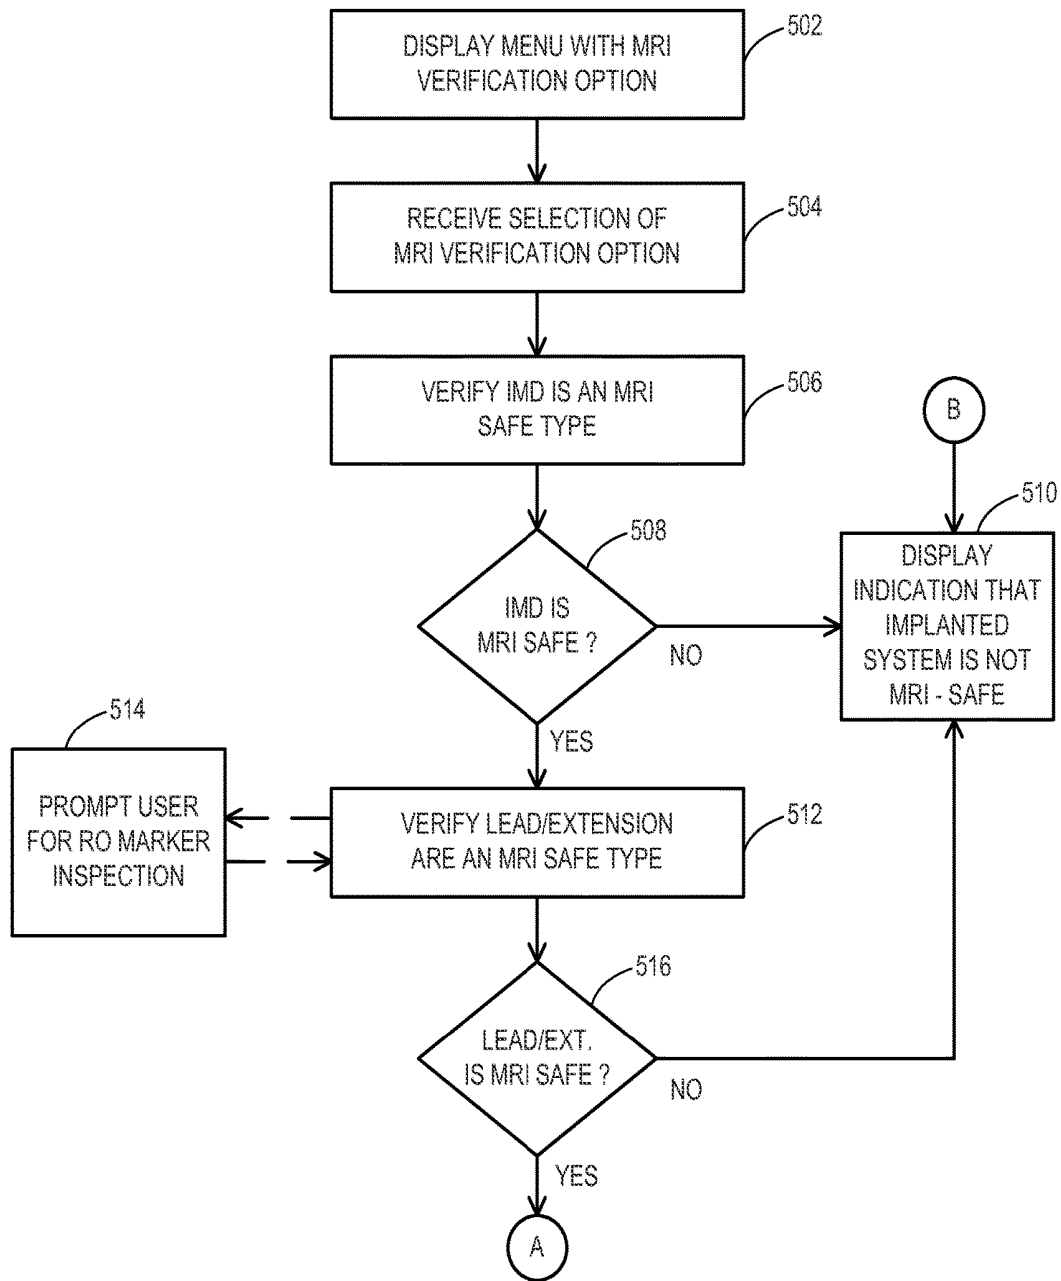 502
DISPLAY MENU WITH MRI
VERIFICATION OPTION
504
RECEIVE SELECTION OF
MRI VERIFICATION OPTION
506
VERIFY IMD IS AN MRI
SAFE TYPE
B
508
IMD IS
MRI SAFE ?
NO
YES
510
DISPLAY
INDICATION THAT
IMPLANTED
SYSTEM IS NOT
MRI - SAFE
514
PROMPT USER
FOR RO MARKER
INSPECTION
512
VERIFY LEAD/EXTENSION
ARE AN MRI SAFE TYPE
516
LEAD/EXT.
IS MRI SAFE ?
NO
YES
A